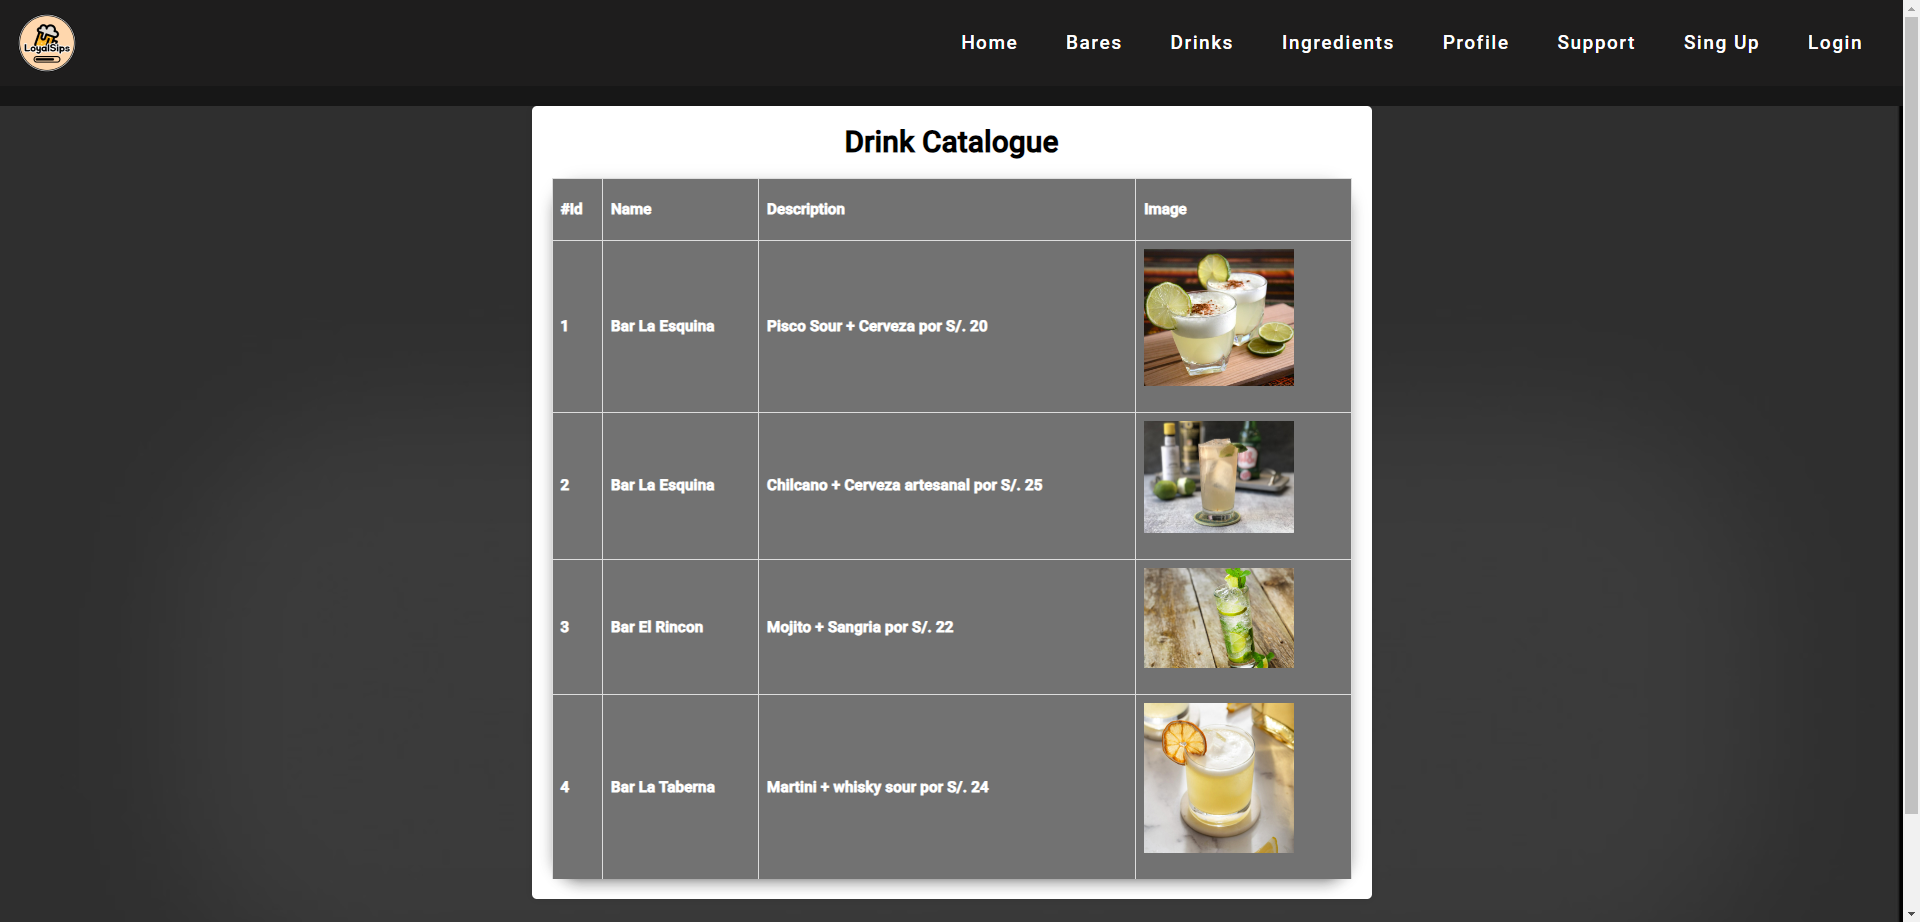 LoyalSips
Home Bares Drinks Ingredients Profile Support Sing Up Login
Drink Catalogue
#Id Name Description Image
1 Bar La Esquina Pisco Sour + Cerveza por S/. 20
2 Bar La Esquina Chilcano + Cerveza artesanal por S/. 25
3 Bar El Rincon Mojito + Sangria por S/. 22
4 Bar La Taberna Martini + whisky sour por S/. 24